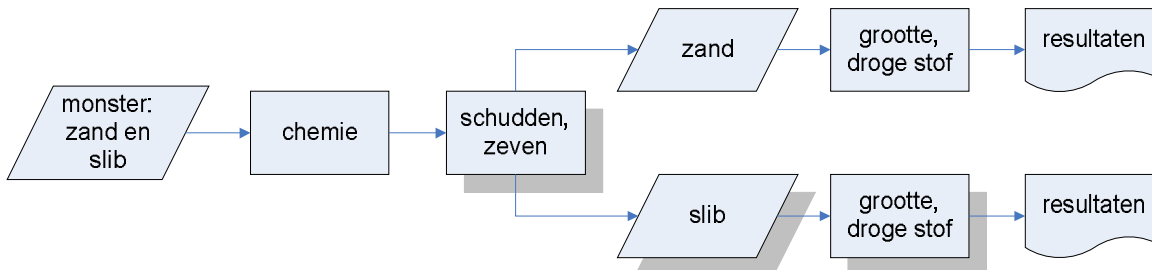 monster:
zand en
slib
chemie
schudden,
zeven
zand
grootte,
droge stof
resultaten
slib
grootte,
droge stof
resultaten